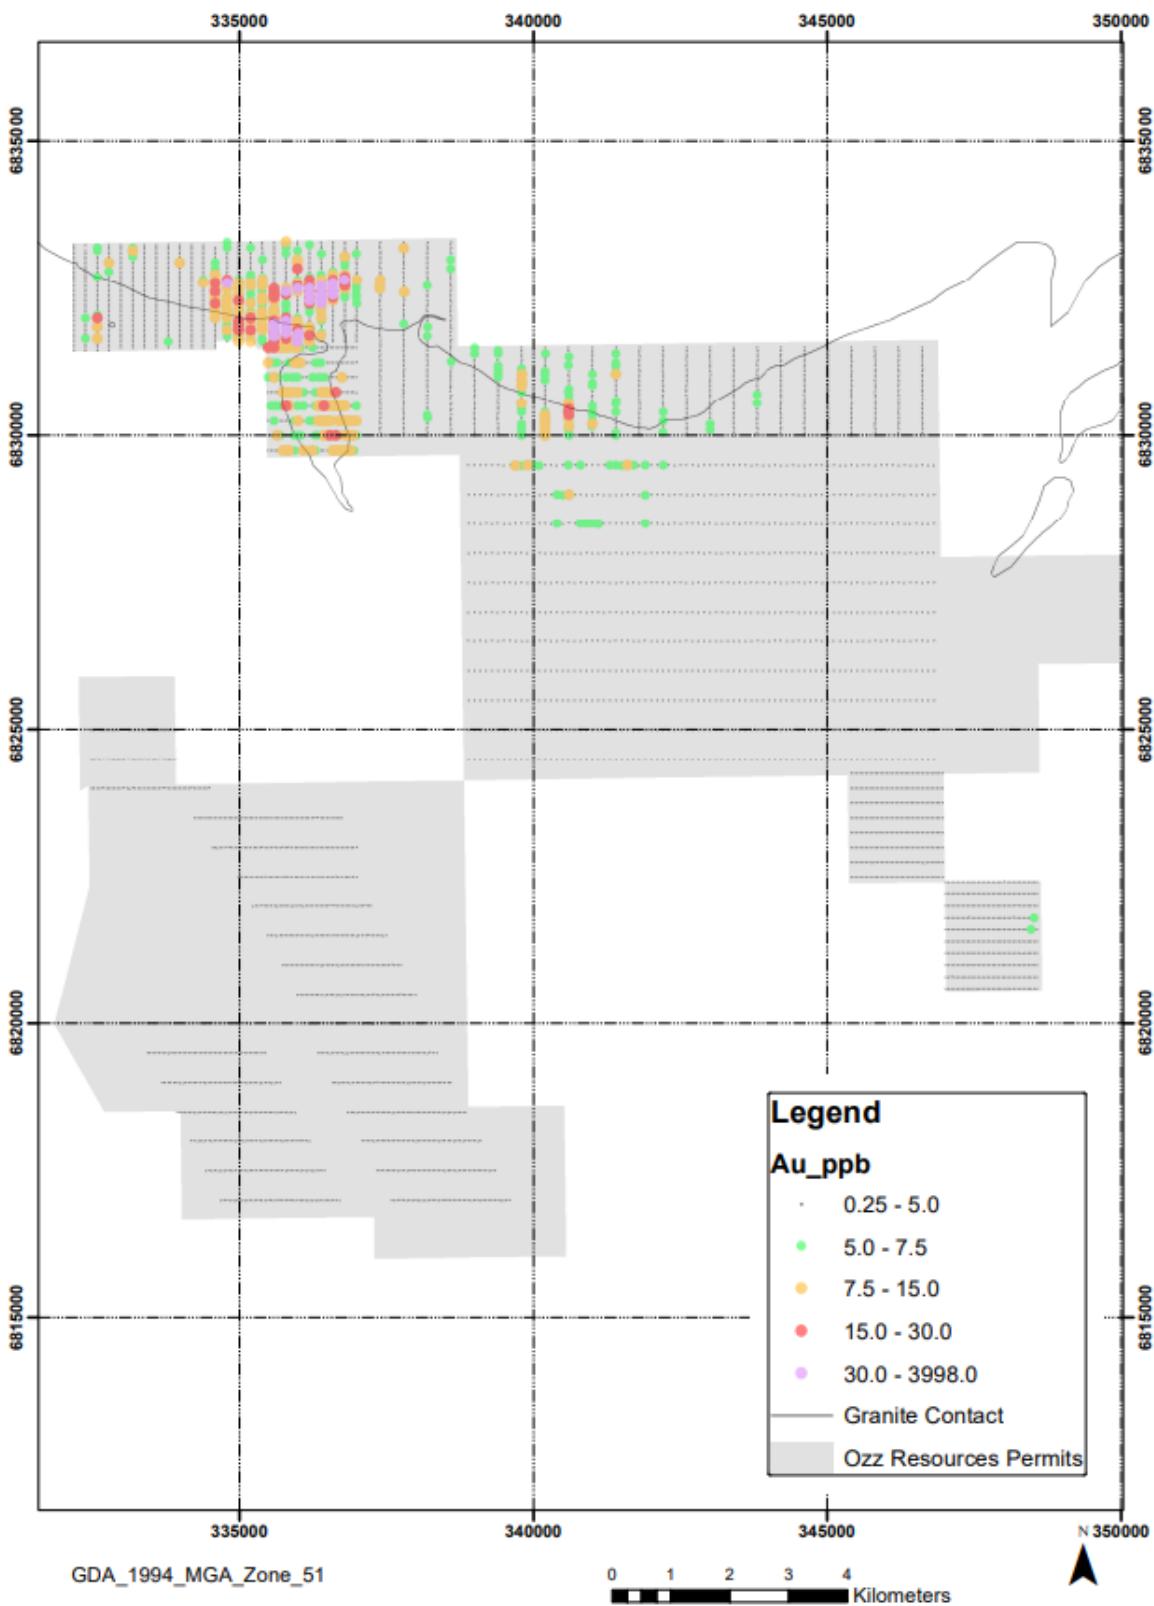 335000 340000 345000 350000
6835000 6835000
6830000 6830000
6825000 6825000
6820000 6820000
6815000 6815000
Legend
Au_ppb
0.25 - 5.0
5.0 - 7.5
7.5 - 15.0
15.0 - 30.0
30.0 - 3998.0
Granite Contact
Ozz Resources Permits
335000 340000 345000 350000
N
GDA_1994_MGA_Zone_51
0 1 2 3 4
Kilometers